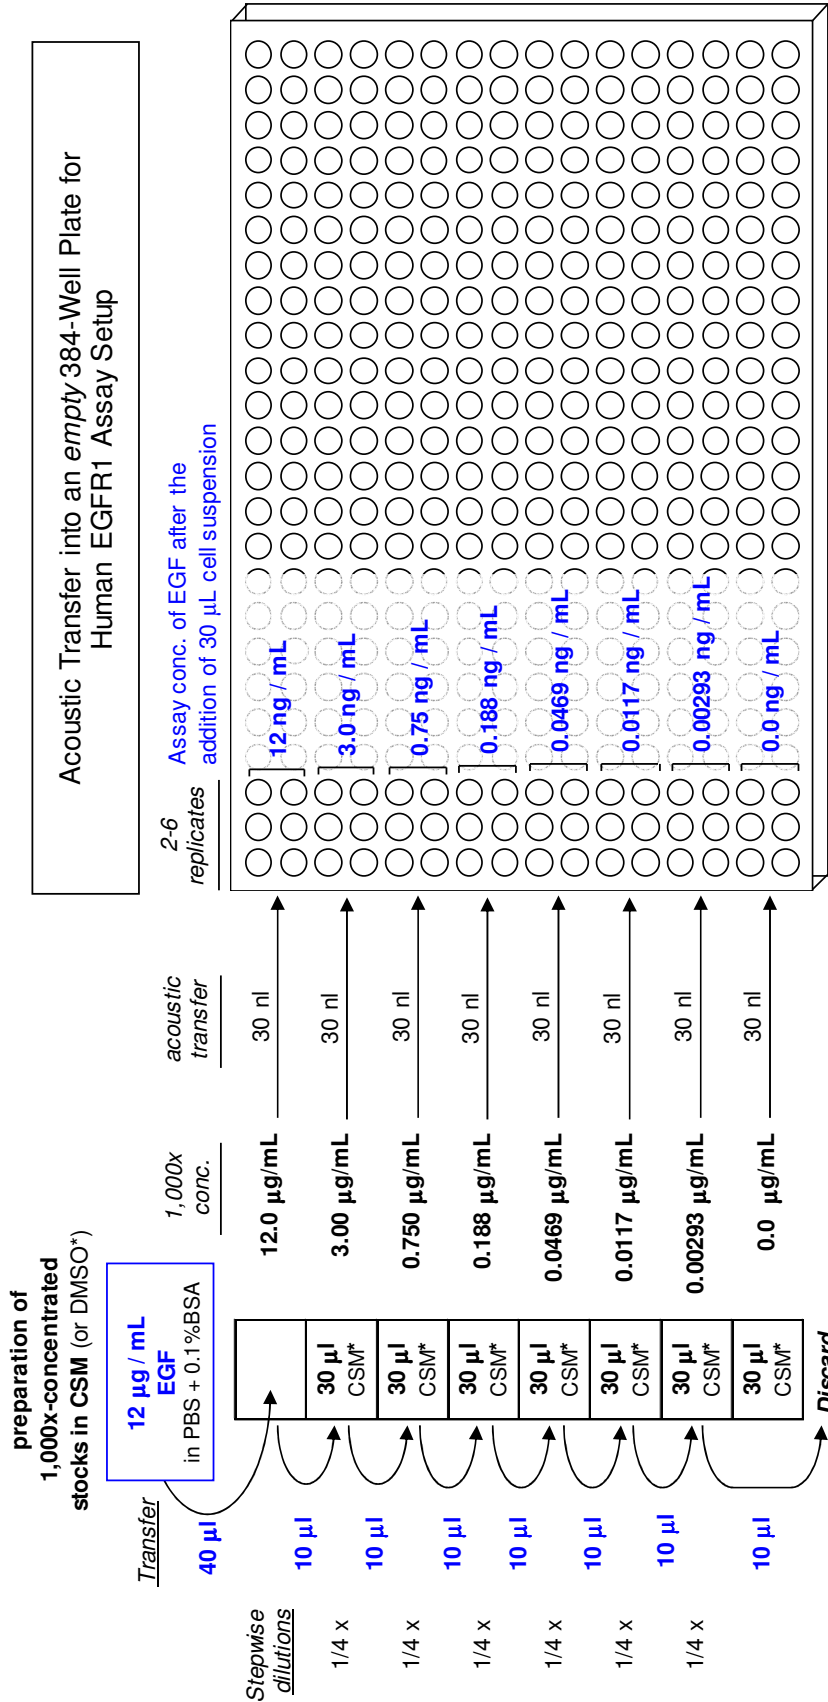 Acoustic Transfer into an empty 384-Well Plate for
Human EGFR1 Assay Setup
preparation of
1,000x-concentrated
stocks in CSM (or DMSO*)
12 µg / mL
EGF
in PBS + 0.1%BSA
Stepwise
dilutions
Transfer
1,000x
conc.
acoustic
transfer
2-6
replicates
Assay conc. of EGF after the
addition of 30 µL cell suspension
40 µl
12.0 µg/mL
30 nl
12 ng / mL
1/4 x
10 µl
30 µl
CSM*
3.00 µg/mL
30 nl
3.0 ng / mL
1/4 x
10 µl
30 µl
CSM*
0.750 µg/mL
30 nl
0.75 ng / mL
1/4 x
10 µl
30 µl
CSM*
0.188 µg/mL
30 nl
0.188 ng / mL
1/4 x
10 µl
30 µl
CSM*
0.0469 µg/mL
30 nl
0.0469 ng / mL
1/4 x
10 µl
30 µl
CSM*
0.0117 µg/mL
30 nl
0.0117 ng / mL
1/4 x
10 µl
30 µl
CSM*
0.00293 µg/mL
30 nl
0.00293 ng / mL
10 µl
30 µl
CSM*
0.0 µg/mL
30 nl
0.0 ng / mL
Discard